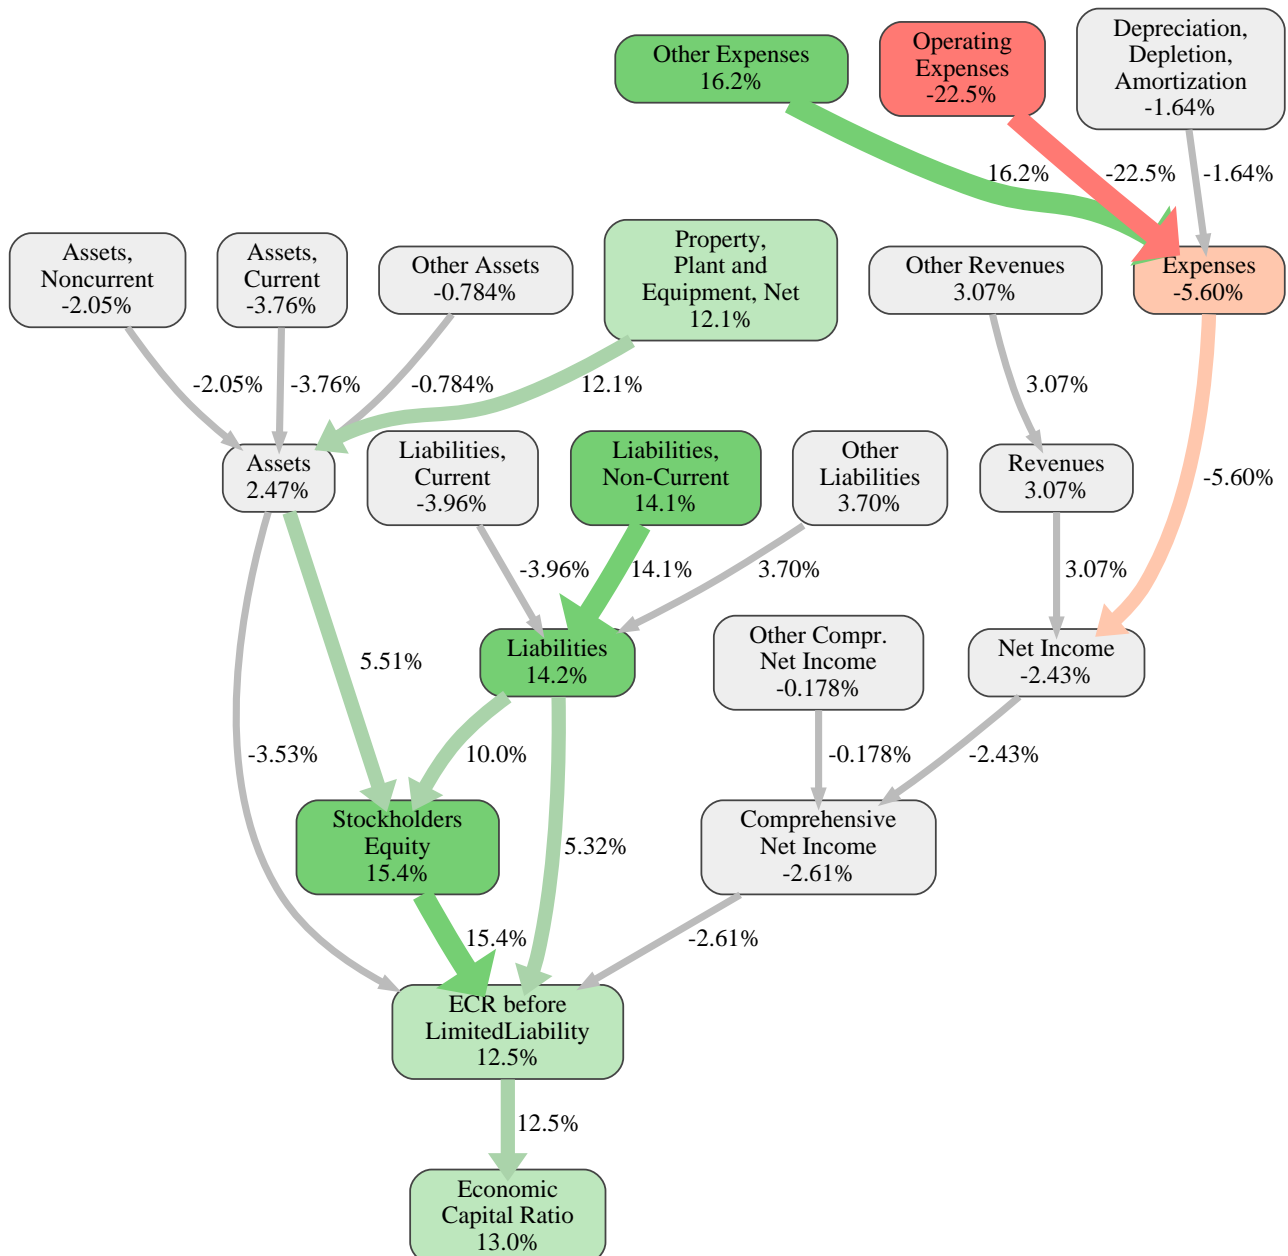 Other Expenses
16.2%
Operating
Expenses
-22.5%
Depreciation,
Depletion,
Amortization
-1.64%
16.2%
-22.5%
-1.64%
Assets,
Noncurrent
-2.05%
Assets,
Current
-3.76%
Other Assets
-0.784%
Property,
Plant and
Equipment, Net
12.1%
Other Revenues
3.07%
Expenses
-5.60%
-2.05%
-3.76%
-0.784%
12.1%
3.07%
Assets
2.47%
Liabilities,
Current
-3.96%
Liabilities,
Non-Current
14.1%
Other
Liabilities
3.70%
Revenues
3.07%
-5.60%
-3.96%
14.1%
3.70%
3.07%
5.51%
Liabilities
14.2%
Other Compr.
Net Income
-0.178%
Net Income
-2.43%
-3.53%
10.0%
-0.178%
-2.43%
Stockholders
Equity
15.4%
5.32%
Comprehensive
Net Income
-2.61%
15.4%
-2.61%
ECR before
LimitedLiability
12.5%
12.5%
Economic
Capital Ratio
13.0%